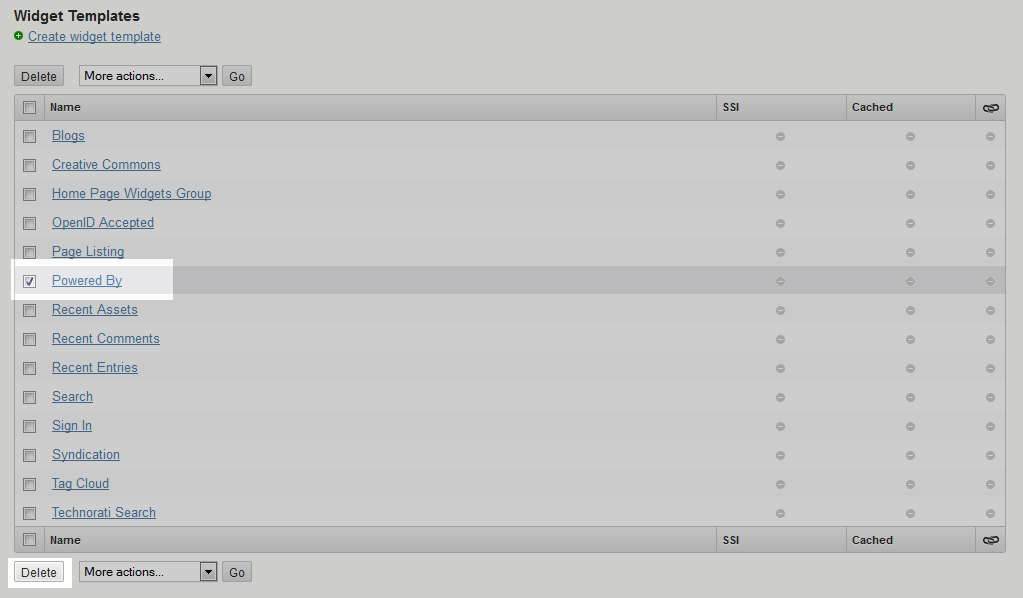 Widget Templates
Create widget template
Delete More actions... Go
Name SSI Cached
Blogs
Creative Commons
Home Page Widgets Group
OpenID Accepted
Page Listing
Powered By
Recent Assets
Recent Comments
Recent Entries
Search
Sign In
Syndication
Tag Cloud
Technorati Search
Name SSI Cached
Delete More actions... Go